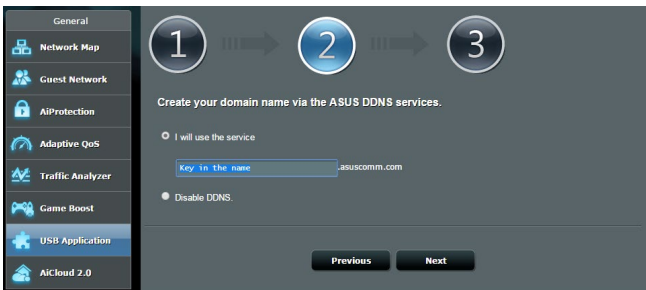 General
Network Map
Guest Network
AiProtection
Adaptive QoS
Traffic Analyzer
Game Boost
USB Application
AiCloud 2.0
1
2
3
Create your domain name via the ASUS DDNS services.
I will use the service
Key in the name .asuscomm.com
Disable DDNS.
Previous Next